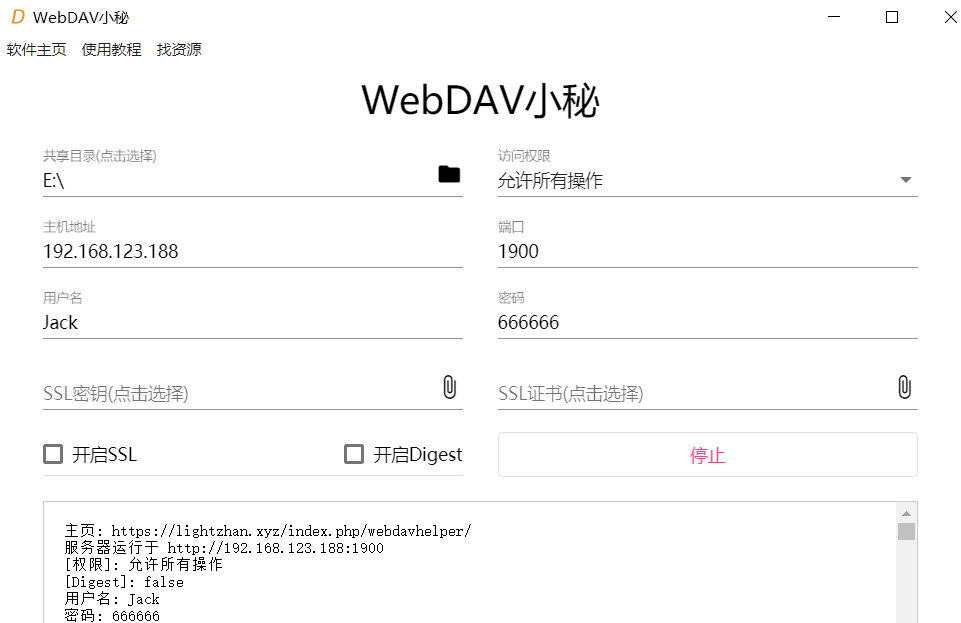 D WebDAV小秘
软件主页 使用教程 找资源
WebDAV小秘
共享目录(点击选择) 访问权限
E:\ 允许所有操作
主机地址 端口
192.168.123.188 1900
用户名 密码
Jack 666666
SSL密钥(点击选择) SSL证书(点击选择)
开启SSL 开启Digest 停止
主页: https://lightzhan.xyz/index.php/webdavhelper/
服务器运行于 http://192.168.123.188:1900
[权限]: 允许所有操作
[Digest]: false
用户名: Jack
密码: 666666